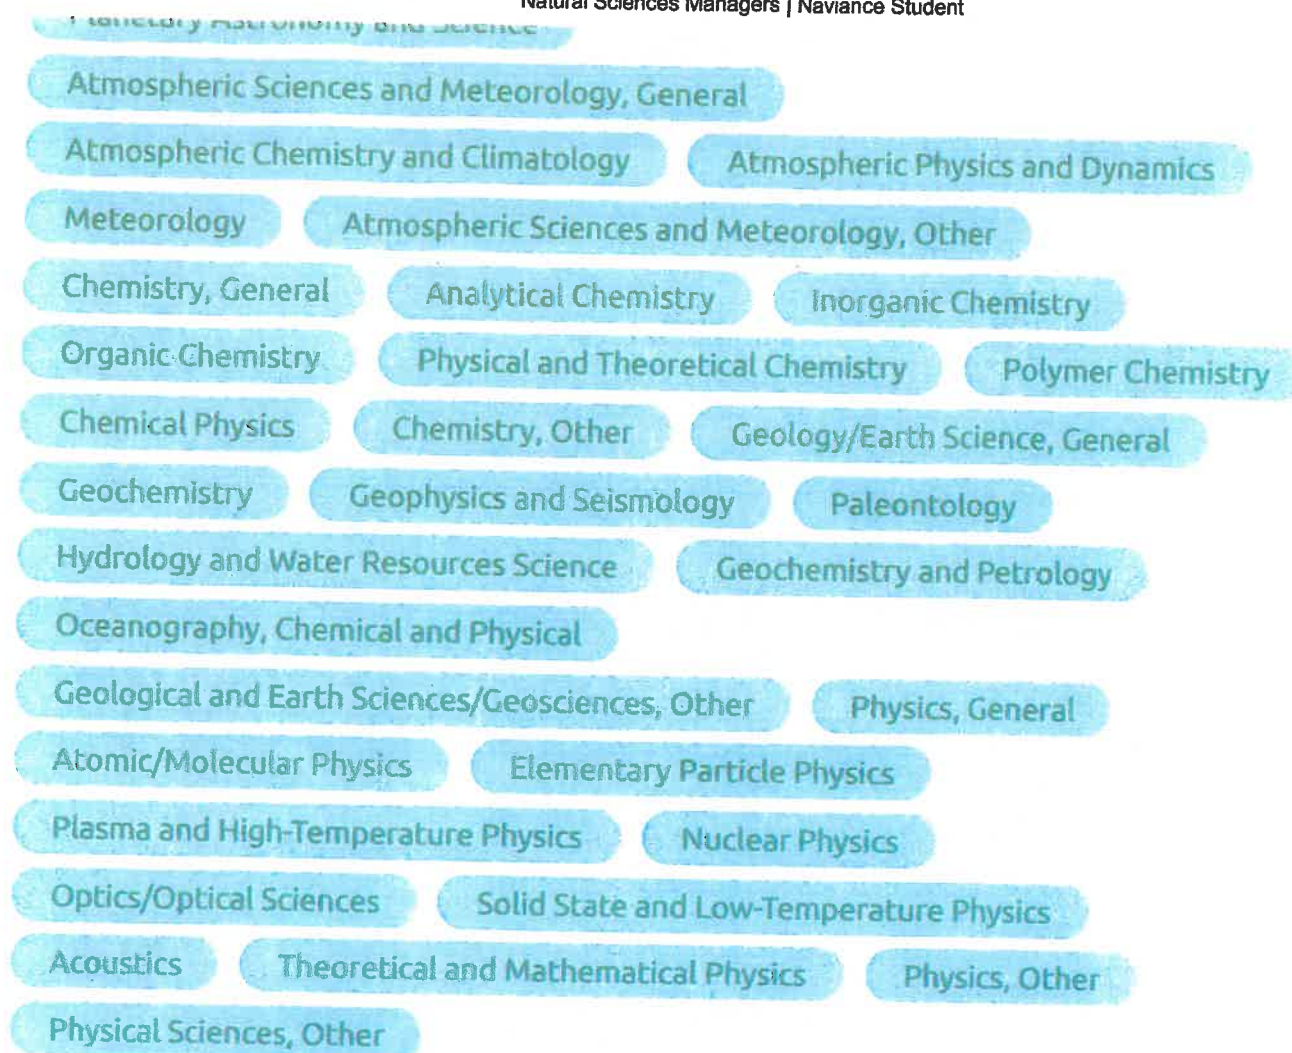 Natural Sciences Managers | Naviance Student
Planetary Astronomy and Science
Atmospheric Sciences and Meteorology, General
Atmospheric Chemistry and Climatology Atmospheric Physics and Dynamics
Meteorology Atmospheric Sciences and Meteorology, Other
Chemistry, General Analytical Chemistry Inorganic Chemistry
Organic Chemistry Physical and Theoretical Chemistry Polymer Chemistry
Chemical Physics Chemistry, Other Geology/Earth Science, General
Geochemistry Geophysics and Seismology Paleontology
Hydrology and Water Resources Science Geochemistry and Petrology
Oceanography, Chemical and Physical
Geological and Earth Sciences/Geosciences, Other Physics, General
Atomic/Molecular Physics Elementary Particle Physics
Plasma and High-Temperature Physics Nuclear Physics
Optics/Optical Sciences Solid State and Low-Temperature Physics
Acoustics Theoretical and Mathematical Physics Physics, Other
Physical Sciences, Other